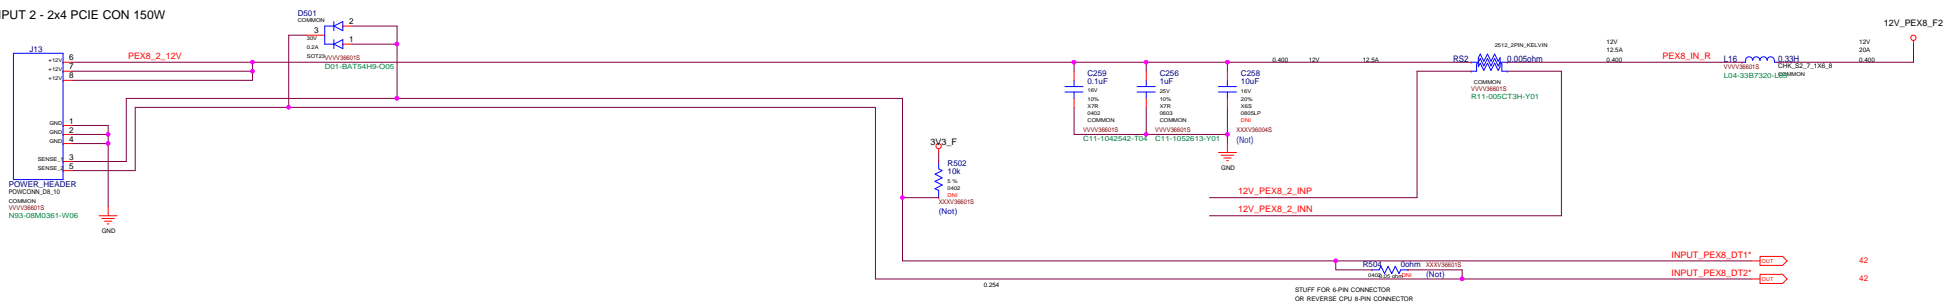 PUT 2 - 2x4 PCIE CON 150W
D501
COMMON
3
2
1
30V
0.2A
SOT23
VVVV36601S
D01-BAT54H9-O05
J13
+12V 6
+12V 7
+12V 8
PEX8_2_12V
GND 1
GND 2
GND 4
SENSE_1 3
SENSE_2 5
POWER_HEADER
POWCONN_D8_10
COMMON
VVVV36601S
N93-08M0361-W06
GND
3V3_F
R502
10k
5 %
0402
DNI
XXXV36601S
(Not)
C259
0.1uF
16V
10%
X7R
0402
COMMON
VVVV36601S
C11-1042542-T04
C256
1uF
25V
10%
X7R
0603
COMMON
VVVV36601S
C11-1052613-Y01
C258
10uF
16V
20%
X6S
0805LP
DNI
XXXV36004S
(Not)
GND
0.400 12V 12.5A
2512_2PIN_KELVIN
RS2 0.005ohm
COMMON
VVVV36601S
R11-005CT3H-Y01
12V
12.5A
0.400
PEX8_IN_R
L16 0.33H
CHK_S2_7_1X6_8
VVVV36601S
COMMON
12V_PEX8_F2
12V
20A
0.400
12V_PEX8_2_INP
12V_PEX8_2_INN
INPUT_PEX8_DT1* OUT 42
R504 0ohm XXXV36601S
(Not)
INPUT_PEX8_DT2* OUT 42
0.254
STUFF FOR 6-PIN CONNECTOR
OR REVERSE CPU 8-PIN CONNECTOR